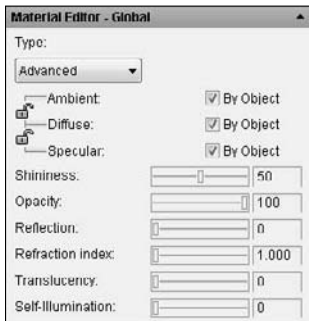 Material Editor - Global
Type:
Advanced
Ambient: By Object
Diffuse: By Object
Specular: By Object
Shininess: 50
Opacity: 100
Reflection: 0
Refraction index: 1.000
Translucency: 0
Self-Illumination: 0